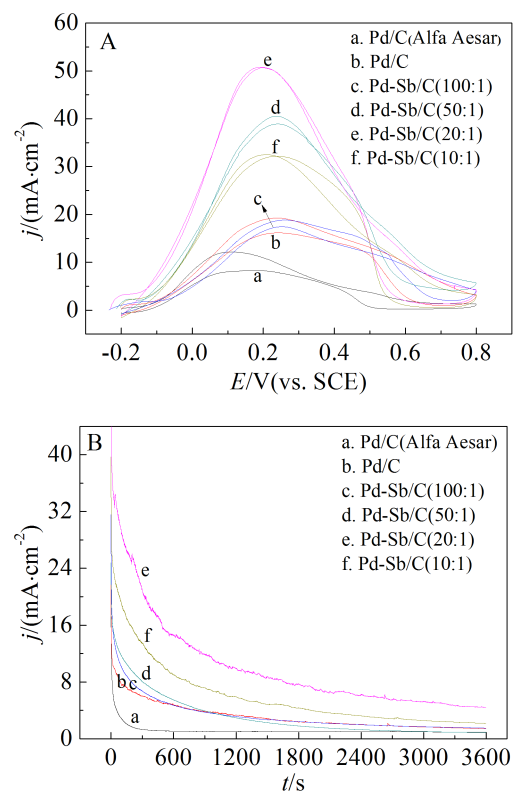 A
a. Pd/C(Alfa Aesar)
b. Pd/C
c. Pd-Sb/C(100:1)
d. Pd-Sb/C(50:1)
e. Pd-Sb/C(20:1)
f. Pd-Sb/C(10:1)
e
d
f
c
b
a
60
50
40
30
20
10
0
j/(mA·cm-2)
-0.2 0.0 0.2 0.4 0.6 0.8
E/V(vs. SCE)
B
a. Pd/C(Alfa Aesar)
b. Pd/C
c. Pd-Sb/C(100:1)
d. Pd-Sb/C(50:1)
e. Pd-Sb/C(20:1)
f. Pd-Sb/C(10:1)
e
f
d
b c
a
40
32
24
16
8
0
j/(mA·cm-2)
0 600 1200 1800 2400 3000 3600
t/s